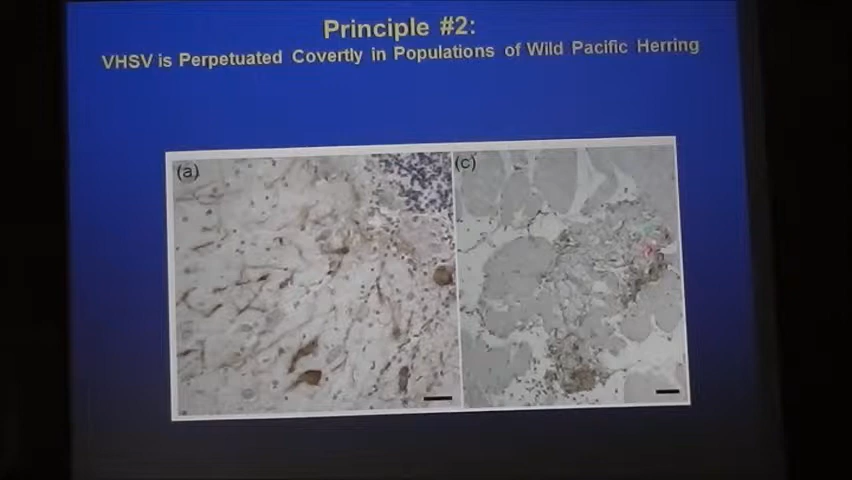 Principle #2:
VHSV is Perpetuated Covertly in Populations of Wild Pacific Herring
(a)
(c)